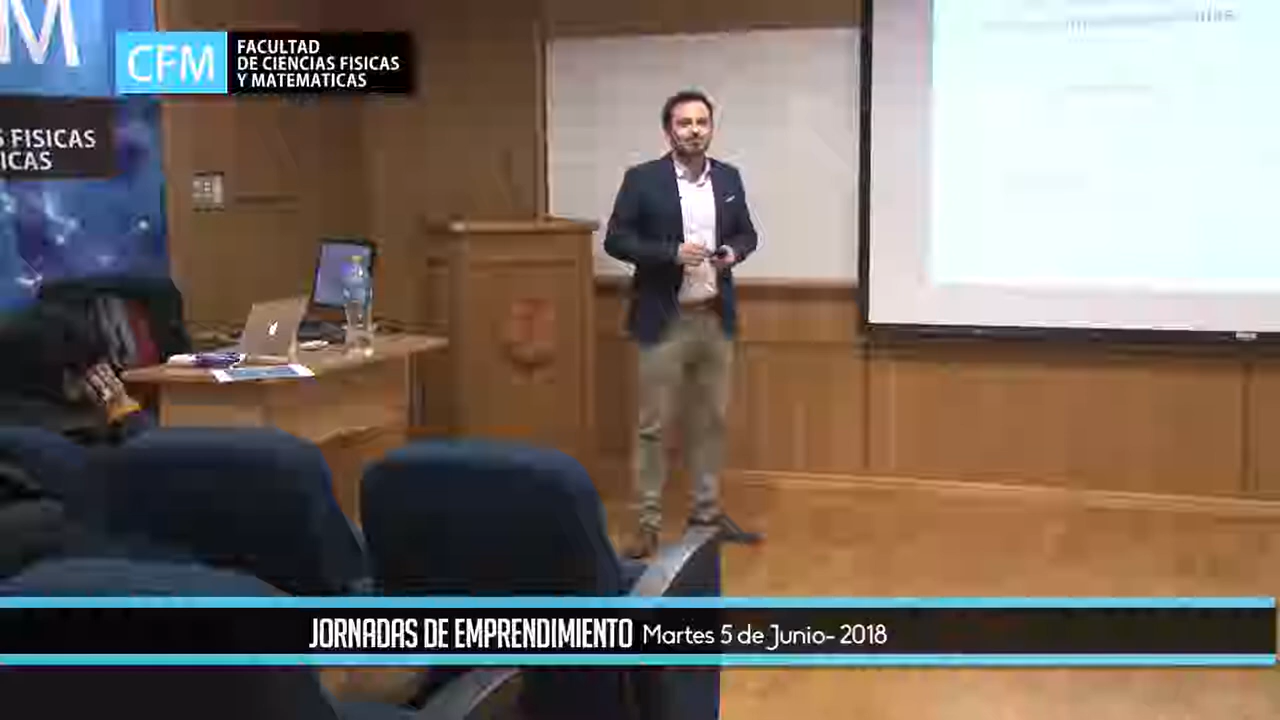 M
CFM
FACULTAD
DE CIENCIAS FISICAS
Y MATEMATICAS
FISICAS
ICAS
JORNADAS DE EMPRENDIMIENTO Martes 5 de Junio- 2018